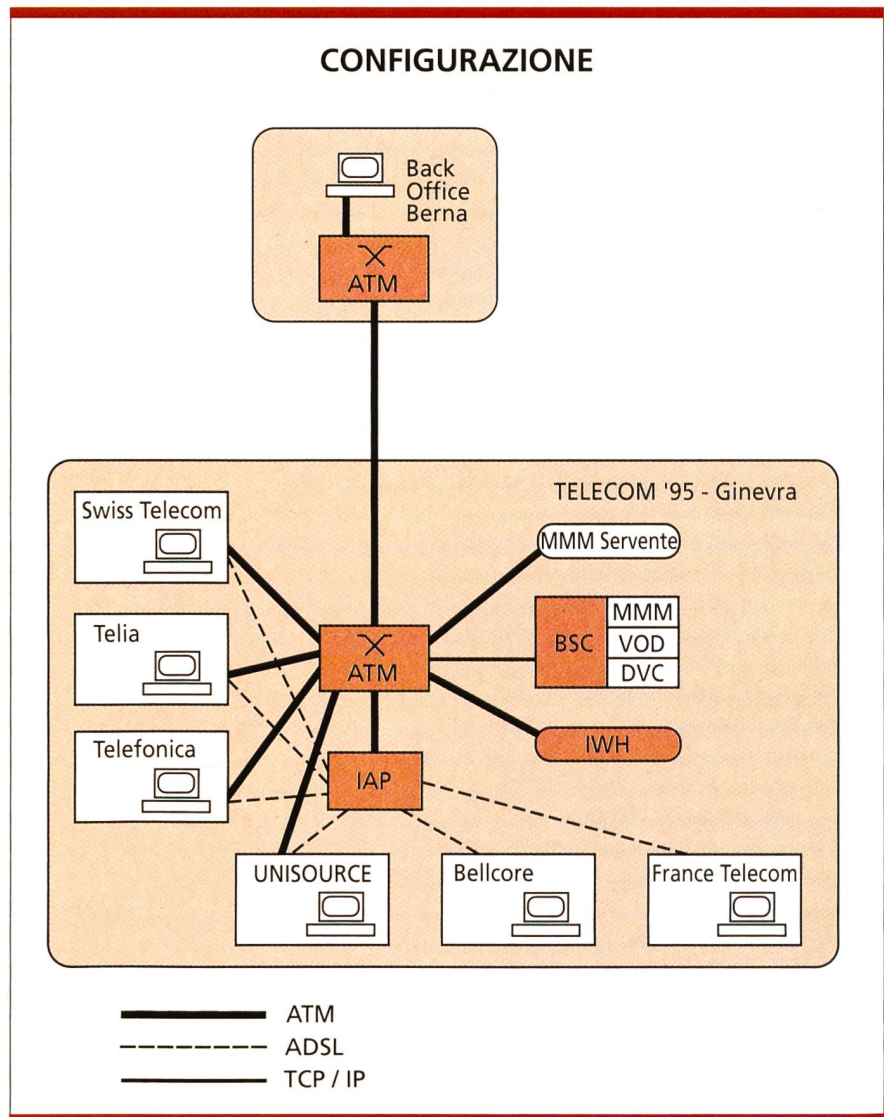 CONFIGURAZIONE
Back
Office
Berna
ATM
TELECOM '95 - Ginevra
Swiss Telecom
MMM Servente
Telia
ATM
BSC
MMM
VOD
DVC
Telefonica
IWH
IAP
UNISOURCE
Bellcore
France Telecom
ATM
ADSL
TCP / IP